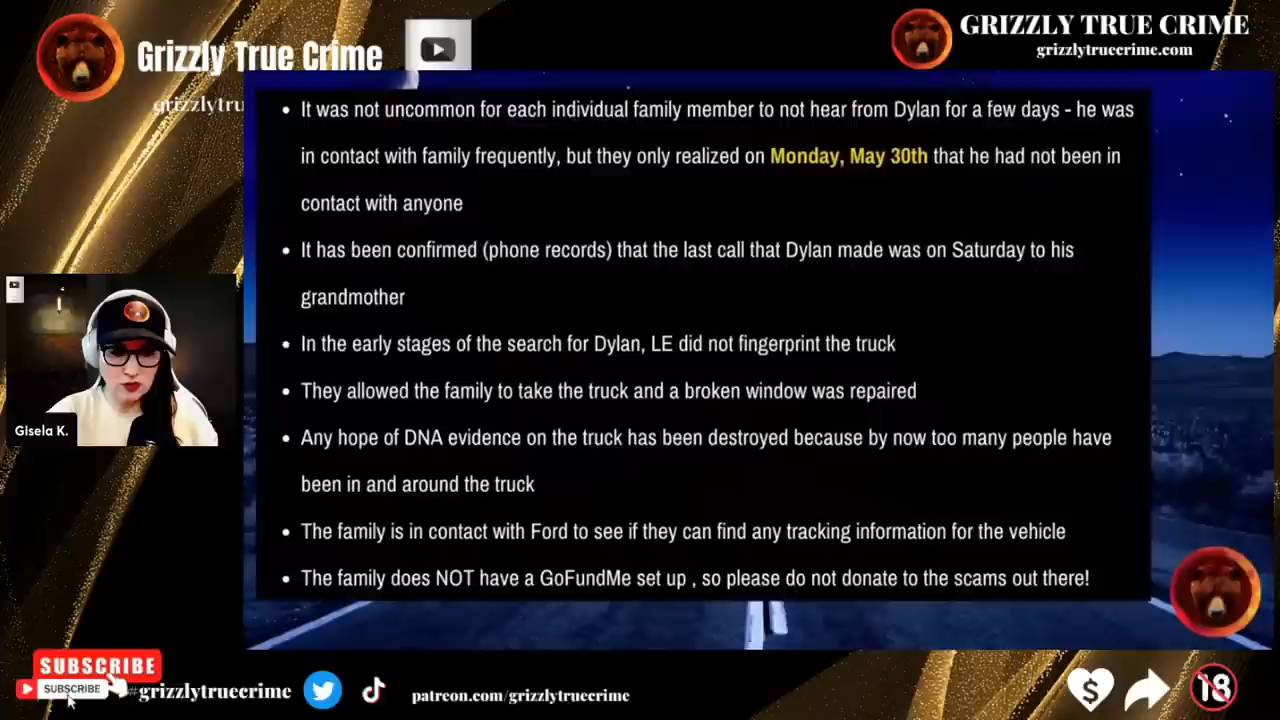 Grizzly True Crime
grizzlytru
GRIZZLY TRUE CRIME
grizzlytruecrime.com
• It was not uncommon for each individual family member to not hear from Dylan for a few days - he was
in contact with family frequently, but they only realized on Monday, May 30th that he had not been in
contact with anyone
• It has been confirmed (phone records) that the last call that Dylan made was on Saturday to his
grandmother
• In the early stages of the search for Dylan, LE did not fingerprint the truck
• They allowed the family to take the truck and a broken window was repaired
• Any hope of DNA evidence on the truck has been destroyed because by now too many people have
been in and around the truck
• The family is in contact with Ford to see if they can find any tracking information for the vehicle
• The family does NOT have a GoFundMe set up , so please do not donate to the scams out there!
Gisela K.
SUBSCRIBE
SUBSCRIBE
#grizzlytruecrime
patreon.com/grizzlytruecrime
$
18